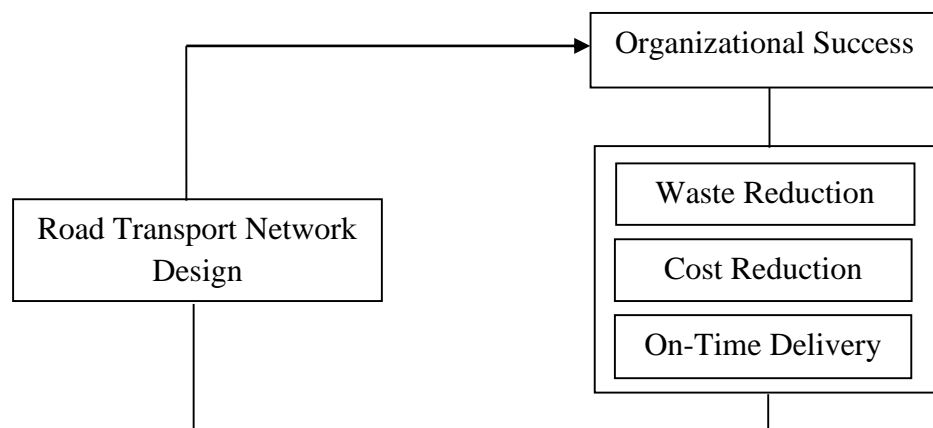 Organizational Success
Waste Reduction
Road Transport Network
Design
Cost Reduction
On-Time Delivery